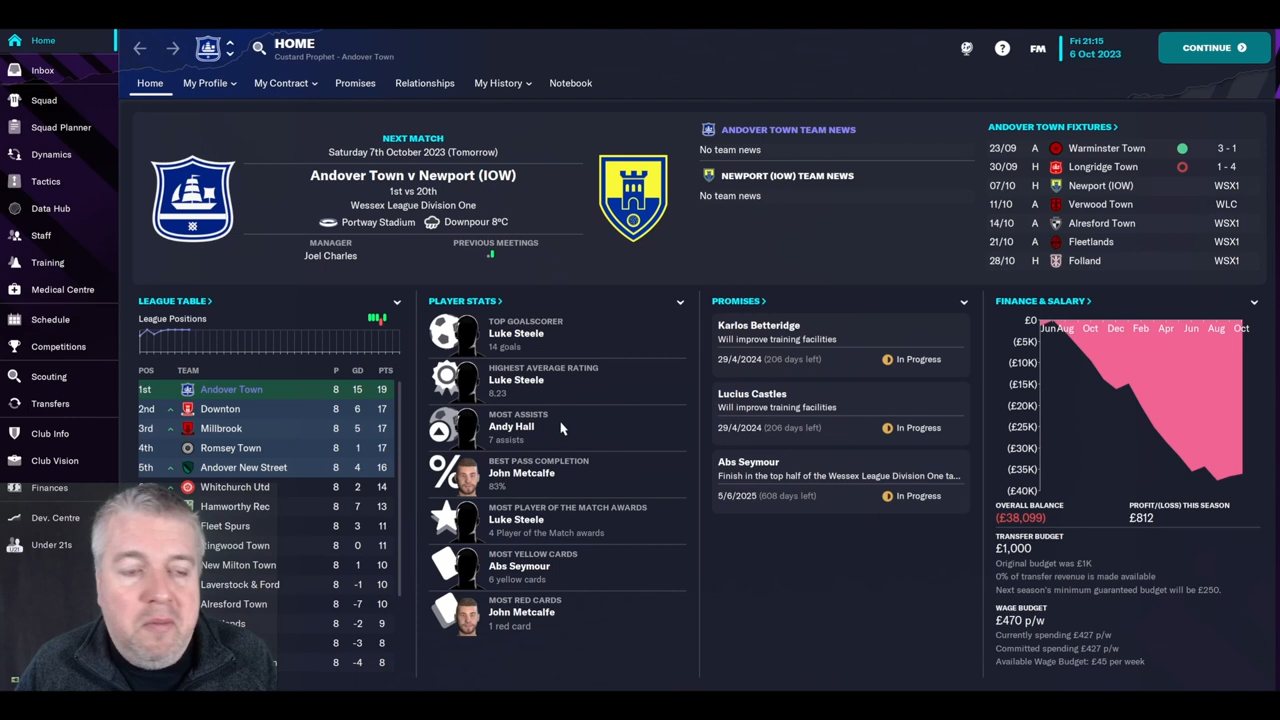 Home
Inbox
Squad
Squad Planner
Dynamics
Tactics
Data Hub
Staff
Training
Medical Centre
Schedule
Competitions
Scouting
Transfers
Club Info
Club Vision
Finances
Dev. Centre
U21
Under 21s
HOME
Custard Prophet - Andover Town
?
FM
Fri 21:15
6 Oct 2023
CONTINUE
Home
My Profile
My Contract
Promises
Relationships
My History
Notebook
NEXT MATCH
Saturday 7th October 2023 (Tomorrow)
Andover Town v Newport (IOW)
1st vs 20th
Wessex League Division One
Portway Stadium Downpour 8ºC
MANAGER
Joel Charles
PREVIOUS MEETINGS
ANDOVER TOWN TEAM NEWS
No team news
NEWPORT (IOW) TEAM NEWS
No team news
ANDOVER TOWN FIXTURES >
23/09 A Warminster Town 3 - 1
30/09 H Longridge Town 1 - 4
07/10 H Newport (IOW) WSX1
11/10 A Verwood Town WLC
14/10 A Alresford Town WSX1
21/10 A Fleetlands WSX1
28/10 H Folland WSX1
LEAGUE TABLE >
League Positions
POS TEAM P GD PTS
1st Andover Town 8 15 19
2nd Downton 8 6 17
3rd Millbrook 8 5 17
4th Romsey Town 8 1 17
5th Andover New Street 8 4 16
Whitchurch Utd 8 2 14
Hamworthy Rec 8 7 13
Fleet Spurs 8 3 11
Ringwood Town 8 0 11
New Milton Town 8 1 10
Laverstock & Ford 8 -1 10
Alresford Town 8 -7 10
8 -2 9
8 -3 8
8 -4 8
PLAYER STATS >
TOP GOALSCORER
Luke Steele
14 goals
HIGHEST AVERAGE RATING
Luke Steele
8.23
MOST ASSISTS
Andy Hall
7 assists
BEST PASS COMPLETION
John Metcalfe
83%
MOST PLAYER OF THE MATCH AWARDS
Luke Steele
4 Player of the Match awards
MOST YELLOW CARDS
Abs Seymour
6 yellow cards
MOST RED CARDS
John Metcalfe
1 red card
PROMISES >
Karlos Betteridge
Will improve training facilities
29/4/2024 (206 days left) In Progress
Lucius Castles
Will improve training facilities
29/4/2024 (206 days left) In Progress
Abs Seymour
Finish in the top half of the Wessex League Division One ta...
5/6/2025 (608 days left) In Progress
FINANCE & SALARY >
£0
(£5K)
(£10K)
(£15K)
(£20K)
(£25K)
(£30K)
(£35K)
(£40K)
Jun Aug Oct Dec Feb Apr Jun Aug Oct
OVERALL BALANCE
(£38,099)
PROFIT/(LOSS) THIS SEASON
£812
TRANSFER BUDGET
£1,000
Original budget was £1K
0% of transfer revenue is made available
Next season's minimum guaranteed budget will be £250.
WAGE BUDGET
£470 p/w
Currently spending £427 p/w
Committed spending £427 p/w
Available Wage Budget: £45 per week